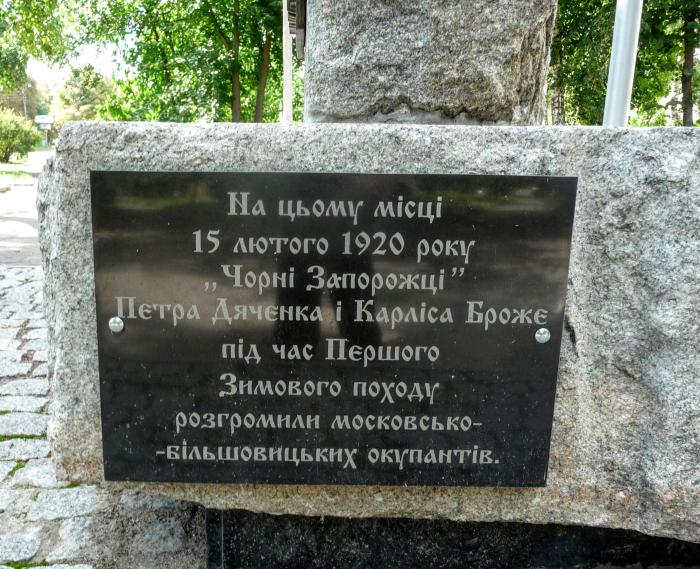 На цьому місці
15 лютого 1920 року
„Чорні Запорожці”
Петра Дяченка і Карліса Броже
під час Першого
Зимового походу
розгромили московсько-
-більшовицьких окупантів.